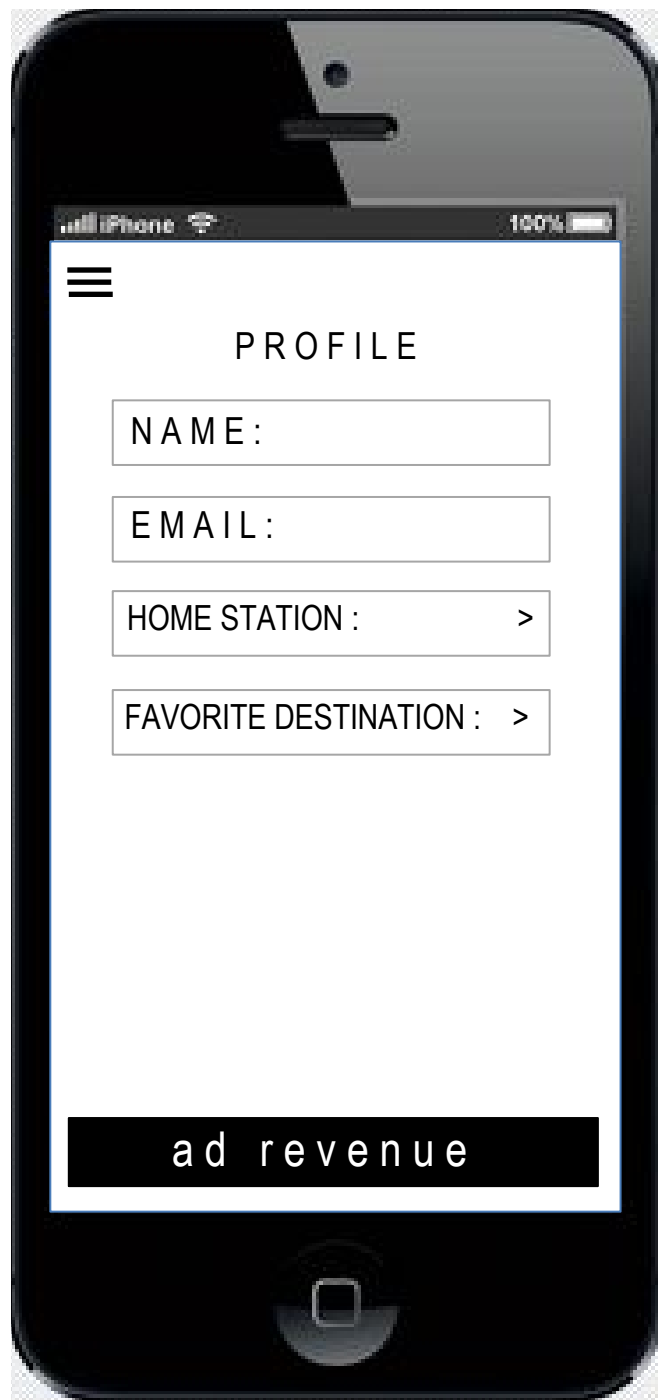 iPhone 100%
PROFILE
NAME:
EMAIL:
HOME STATION : >
FAVORITE DESTINATION : >
ad revenue